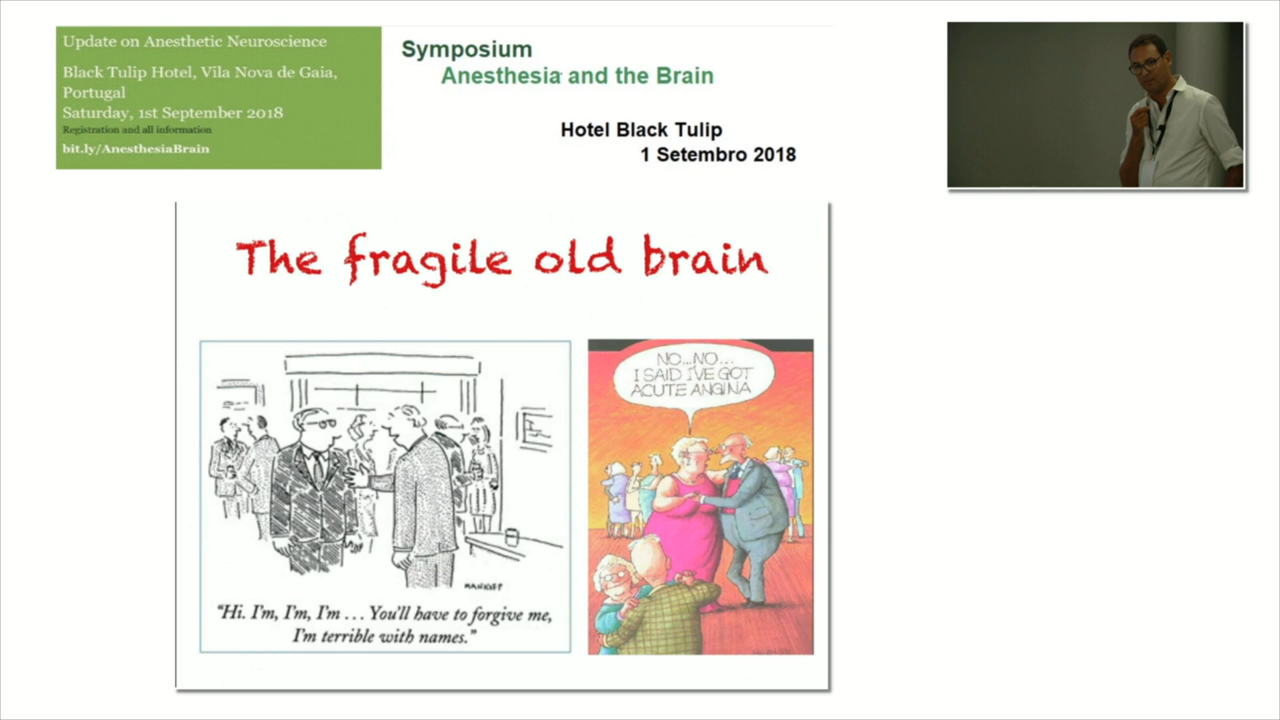 Update on Anesthetic Neuroscience
Black Tulip Hotel, Vila Nova de Gaia,
Portugal
Saturday, 1st September 2018
Registration and all information
bit.ly/AnesthesiaBrain
Symposium
Anesthesia and the Brain
Hotel Black Tulip
1 Setembro 2018
The fragile old brain
MANKOFF
"Hi. I'm, I'm, I'm ... You'll have to forgive me,
I'm terrible with names."
NO...NO...
I SAID I'VE GOT
ACUTE ANGINA